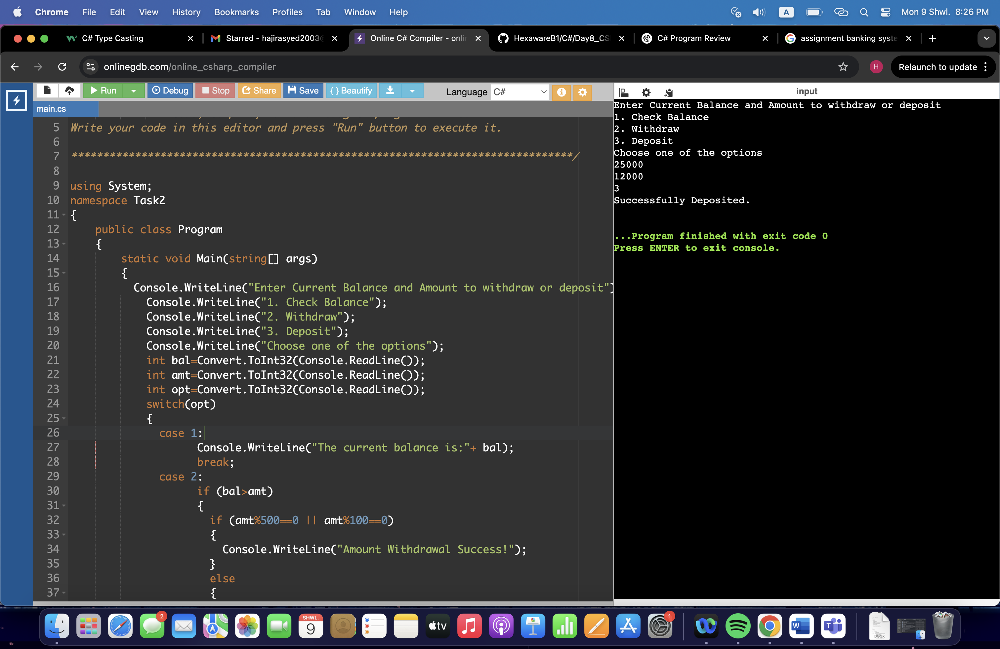 Chrome File Edit View History Bookmarks Profiles Tab Window Help A Mon 9 Shwl. 8:26 PM
C# Type Casting Starred - hajirasyed2003 Online C# Compiler - onlin HexawareB1/C#/Day8_CS C# Program Review assignment banking syste
onlinegdb.com/online_csharp_compiler H Relaunch to update
Run Debug Stop Share Save {} Beautify Language C# input
main.cs
5 Write your code in this editor and press "Run" button to execute it.
6
7 *******************************************************************************/
8
9 using System;
10 namespace Task2
11 {
12 public class Program
13 {
14 static void Main(string[] args)
15 {
16 Console.WriteLine("Enter Current Balance and Amount to withdraw or deposit")
17 Console.WriteLine("1. Check Balance");
18 Console.WriteLine("2. Withdraw");
19 Console.WriteLine("3. Deposit");
20 Console.WriteLine("Choose one of the options");
21 int bal=Convert.ToInt32(Console.ReadLine());
22 int amt=Convert.ToInt32(Console.ReadLine());
23 int opt=Convert.ToInt32(Console.ReadLine());
24 switch(opt)
25 {
26 case 1:
27 Console.WriteLine("The current balance is:"+ bal);
28 break;
29 case 2:
30 if (bal>amt)
31 {
32 if (amt%500==0 || amt%100==0)
33 {
34 Console.WriteLine("Amount Withdrawal Success!");
35 }
36 else
37 {
Enter Current Balance and Amount to withdraw or deposit
1. Check Balance
2. Withdraw
3. Deposit
Choose one of the options
25000
12000
3
Successfully Deposited.
...Program finished with exit code 0
Press ENTER to exit console.
2
SHWL.
9
tv
1
W
T
DOCX